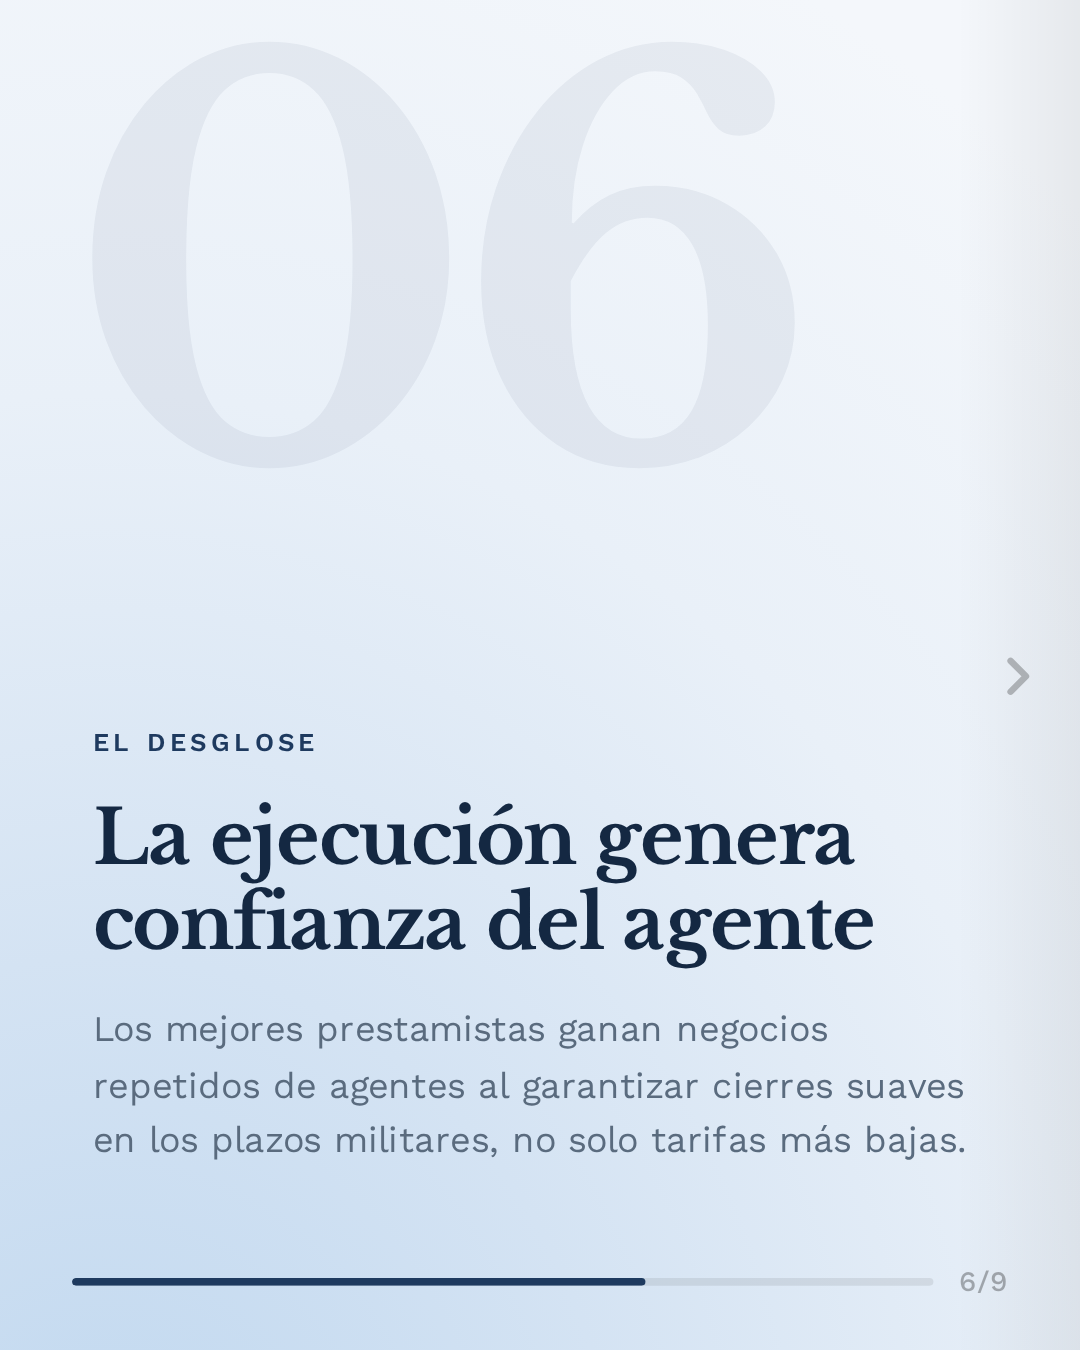 06
EL DESGLOSE
La ejecución genera
confianza del agente
Los mejores prestamistas ganan negocios
repetidos de agentes al garantizar cierres suaves
en los plazos militares, no solo tarifas más bajas.
6/9